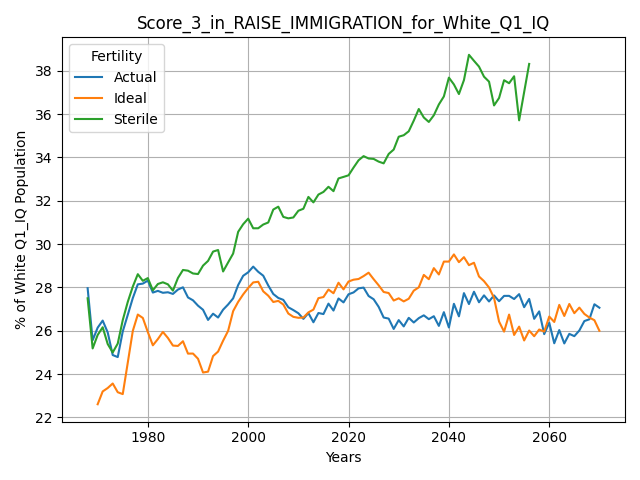 Score_3_in_RAISE_IMMIGRATION_for_White_Q1_IQ
Fertility
Actual
Ideal
Sterile
% of White Q1_IQ Population
38
36
34
32
30
28
26
24
22
1980
2000
2020
2040
2060
Years